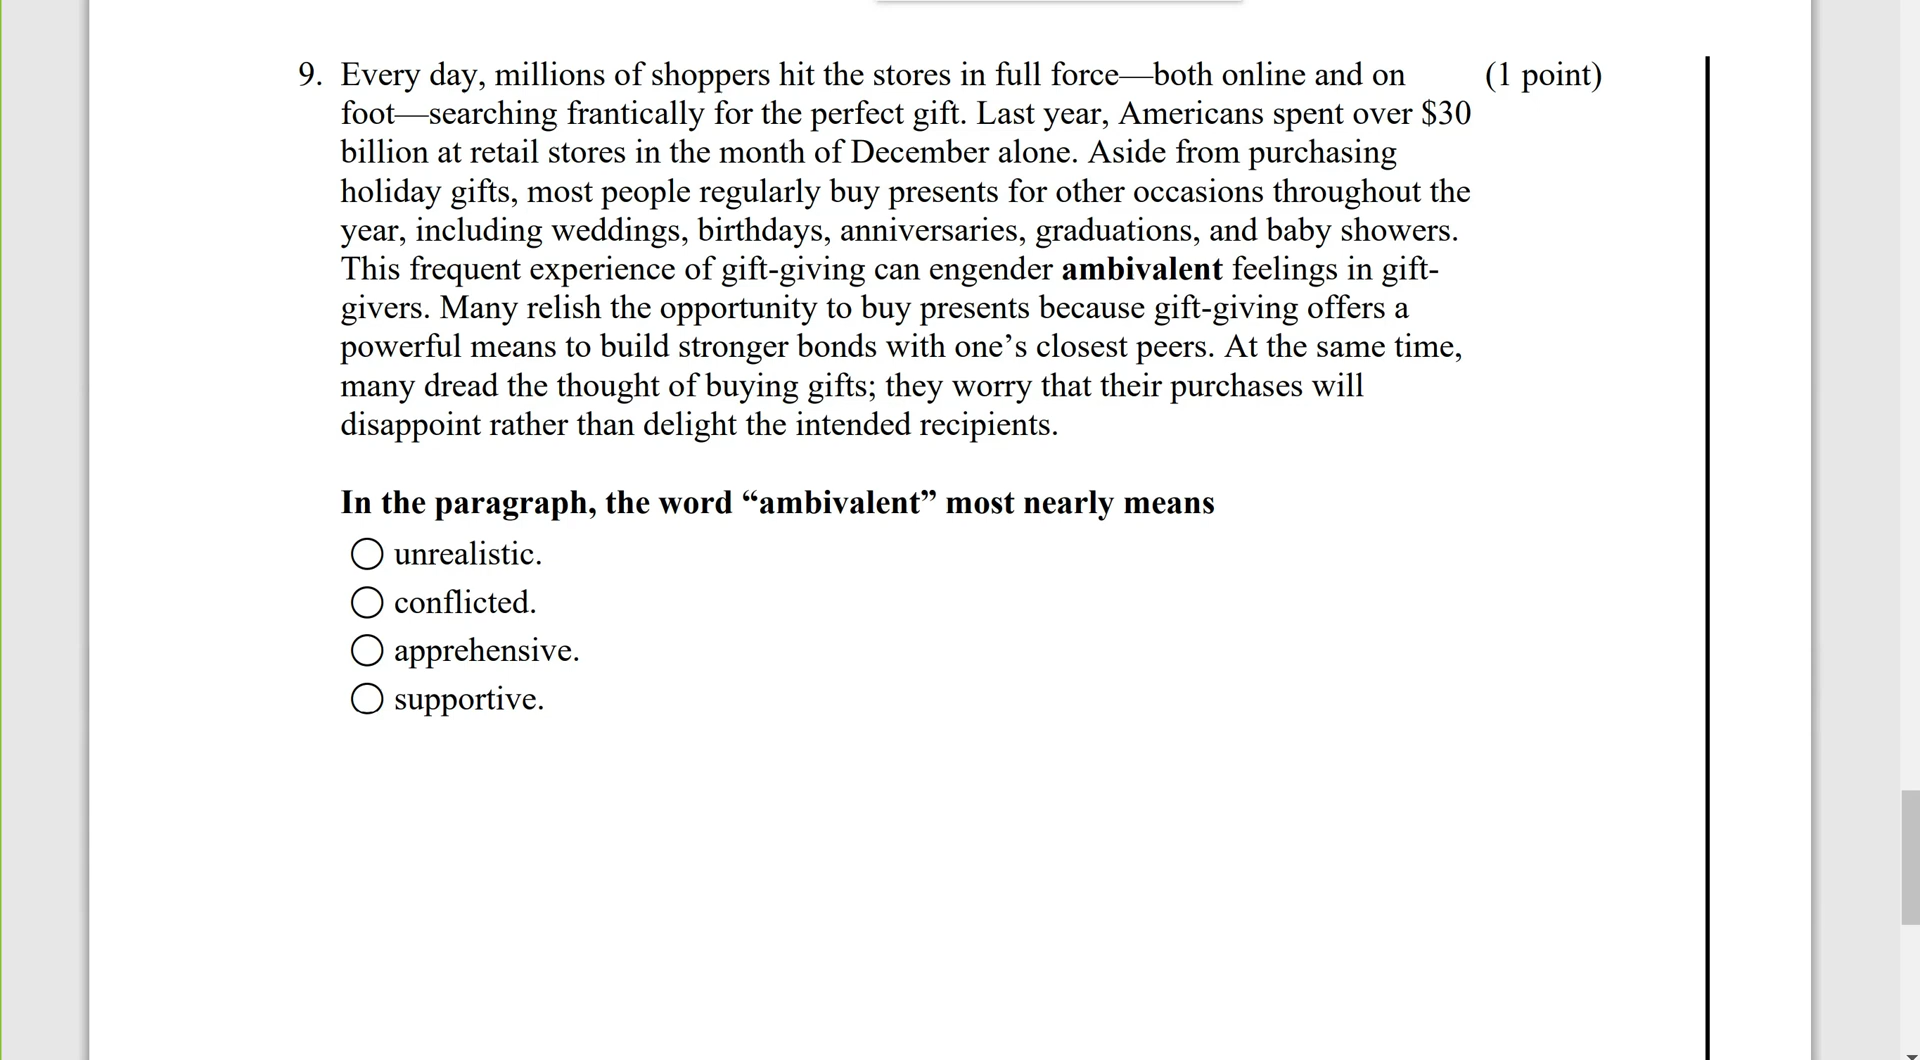 9. Every day, millions of shoppers hit the stores in full force—both online and on (1 point)
foot—searching frantically for the perfect gift. Last year, Americans spent over $30
billion at retail stores in the month of December alone. Aside from purchasing
holiday gifts, most people regularly buy presents for other occasions throughout the
year, including weddings, birthdays, anniversaries, graduations, and baby showers.
This frequent experience of gift-giving can engender ambivalent feelings in gift-
givers. Many relish the opportunity to buy presents because gift-giving offers a
powerful means to build stronger bonds with one’s closest peers. At the same time,
many dread the thought of buying gifts; they worry that their purchases will
disappoint rather than delight the intended recipients.
In the paragraph, the word “ambivalent” most nearly means
unrealistic.
conflicted.
apprehensive.
supportive.